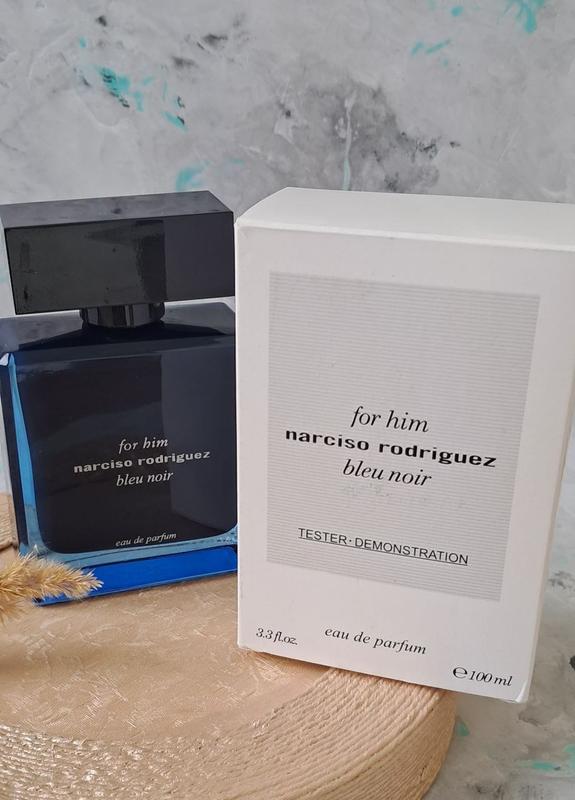 for him
narciso rodriguez
bleu noir
eau de parfum
for him
narciso rodriguez
bleu noir
TESTER·DEMONSTRATION
3.3 fl.oz. eau de parfum ℮ 100 ml